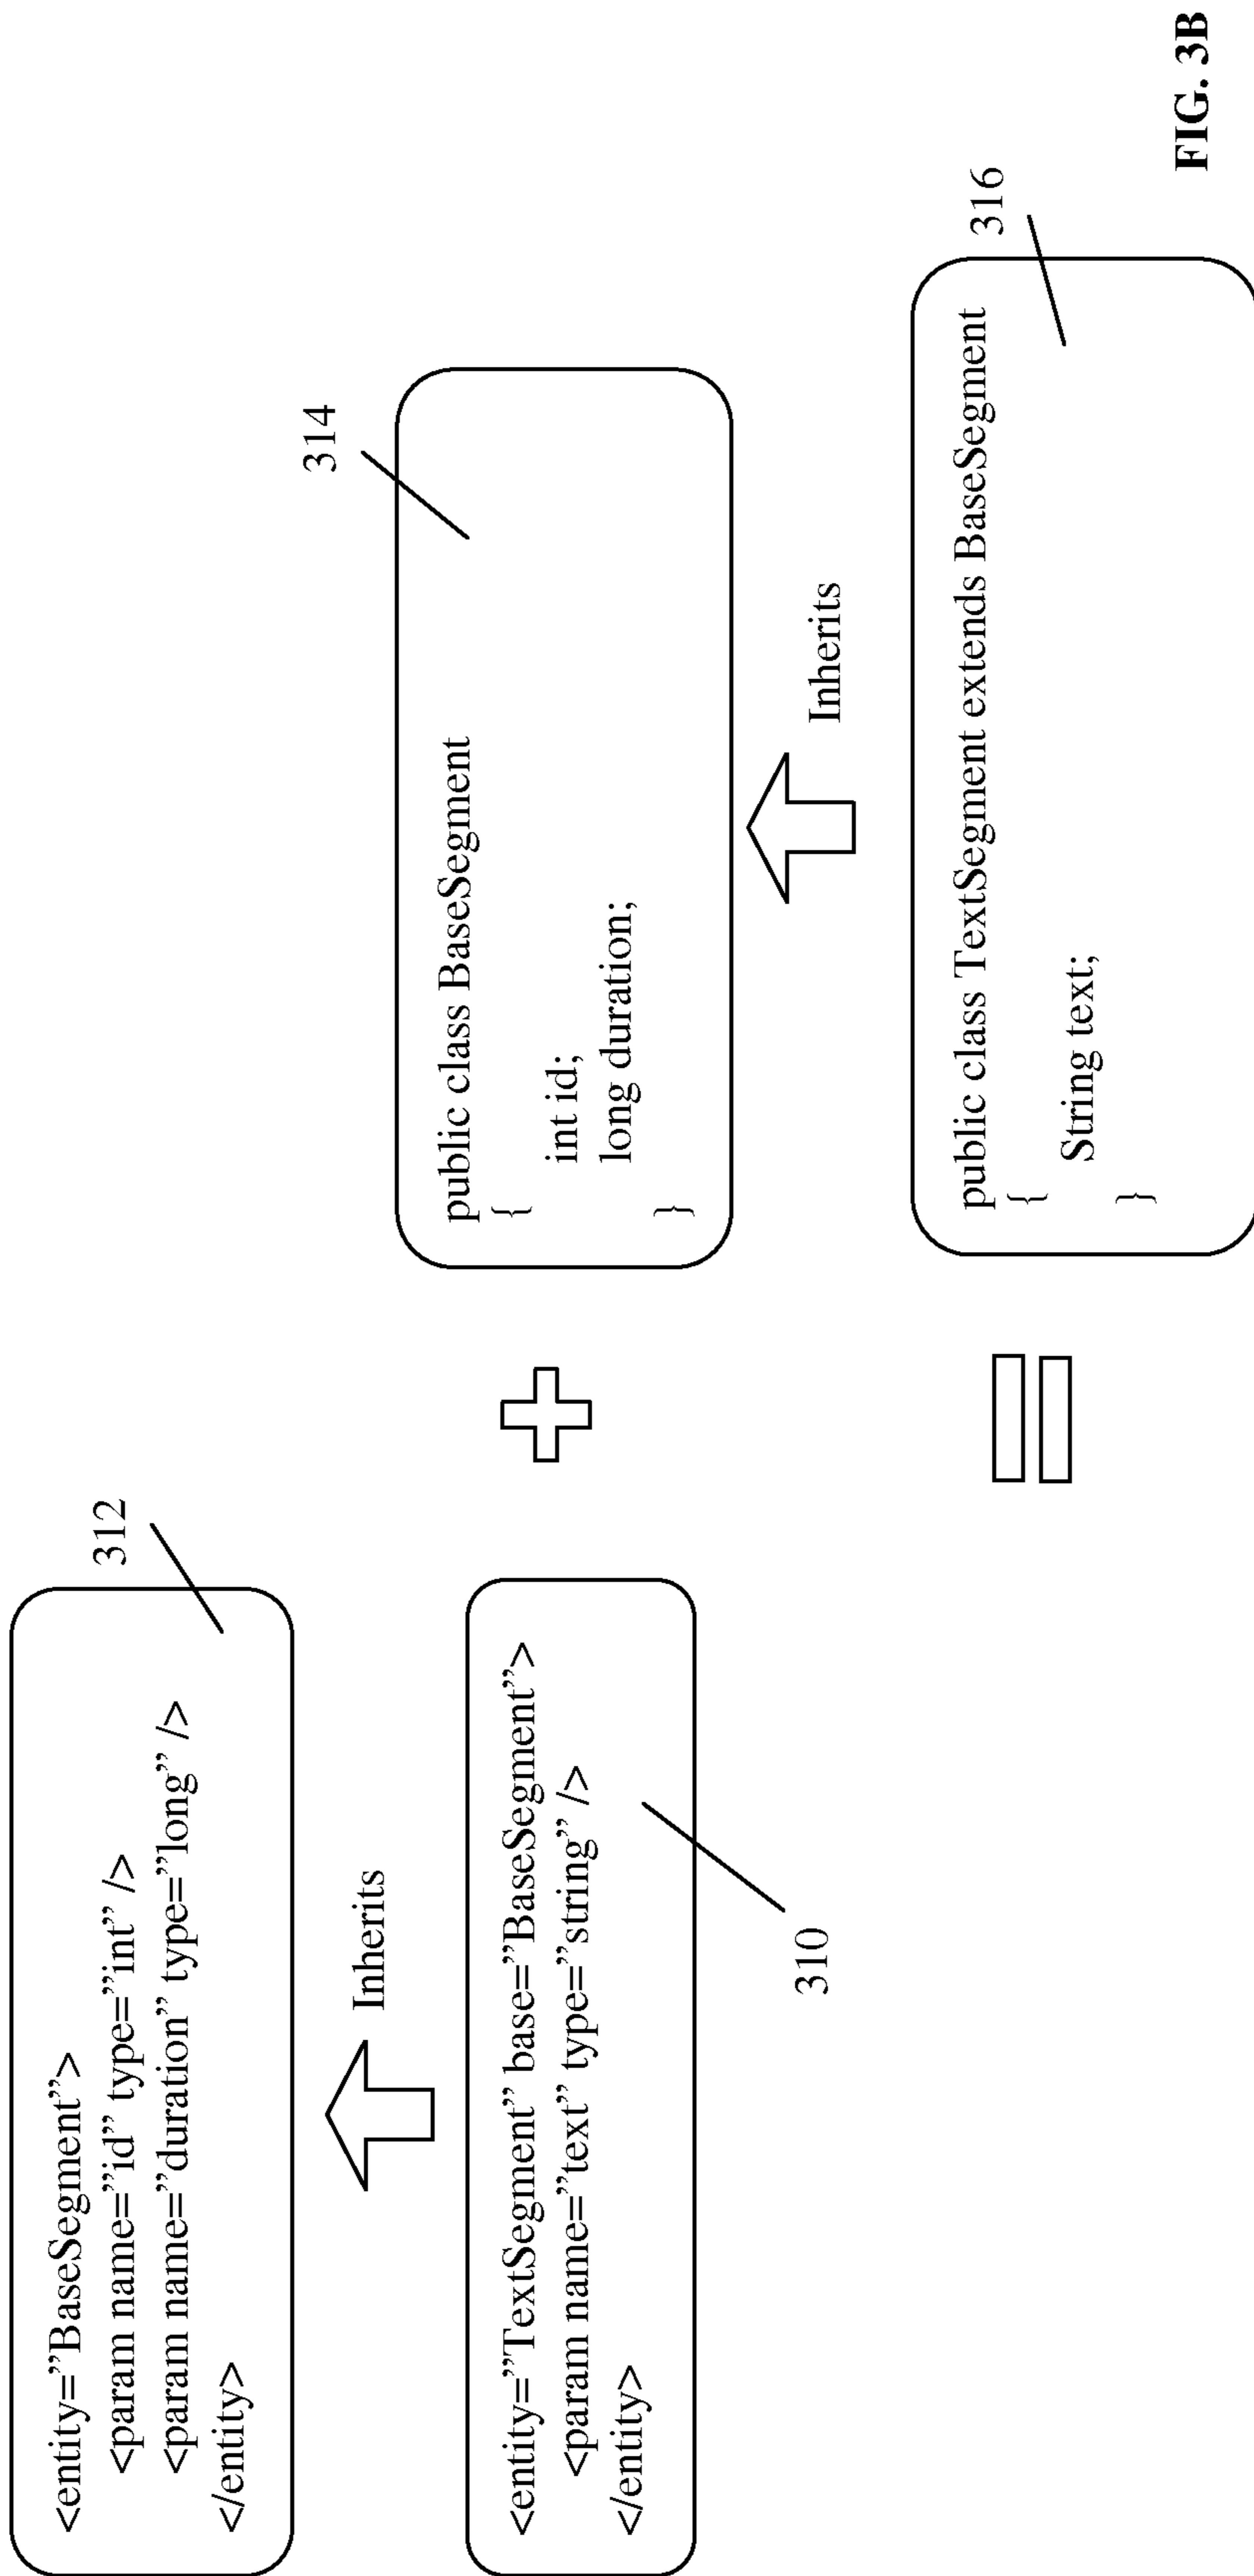 312
<entity=”BaseSegment”>
<param name=”id” type=”int” />
<param name=”duration” type=”long” />
</entity>
Inherits
<entity=”TextSegment” base=”BaseSegment”>
<param name=”text” type=”string” />
</entity>
310
314
public class BaseSegment
{
int id;
long duration;
}
Inherits
316
public class TextSegment extends BaseSegment
{
String text;
}
FIG. 3B